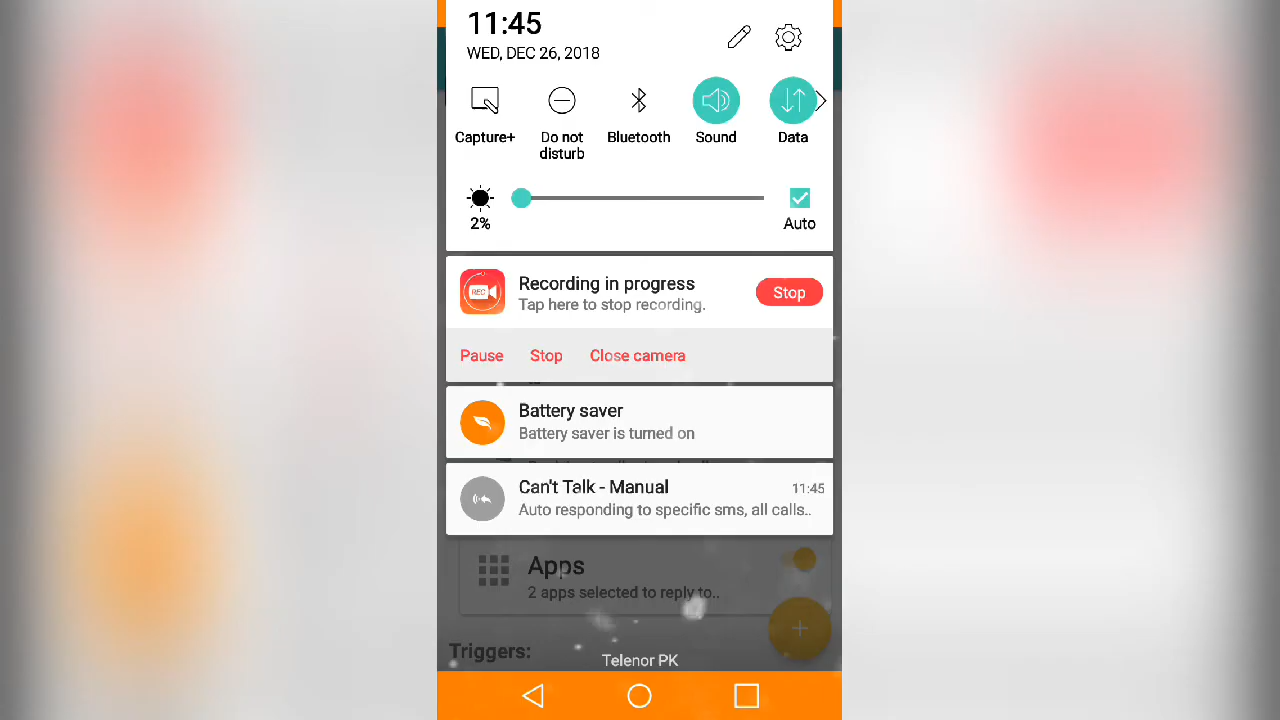 11:45
WED, DEC 26, 2018
Capture+
Do not
disturb
Bluetooth
Sound
Data
2%
Auto
REC
Recording in progress
Tap here to stop recording.
Stop
Pause
Stop
Close camera
Battery saver
Battery saver is turned on
Can't Talk - Manual
11:45
Auto responding to specific sms, all calls..
Apps
2 apps selected to reply to..
Triggers:
Telenor PK